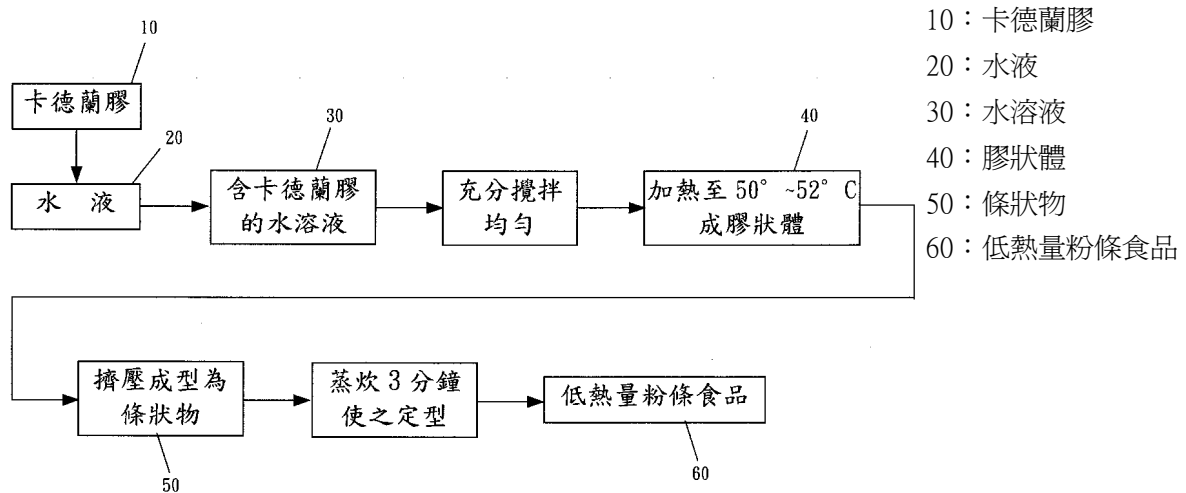 10
卡德蘭膠
20
水 液
30
含卡德蘭膠
的水溶液
充分攪拌
均勻
40
加熱至50° ~52° C
成膠狀體
擠壓成型為
條狀物
50
蒸炊3分鐘
使之定型
低熱量粉條食品
60
10：卡德蘭膠
20：水液
30：水溶液
40：膠狀體
50：條狀物
60：低熱量粉條食品